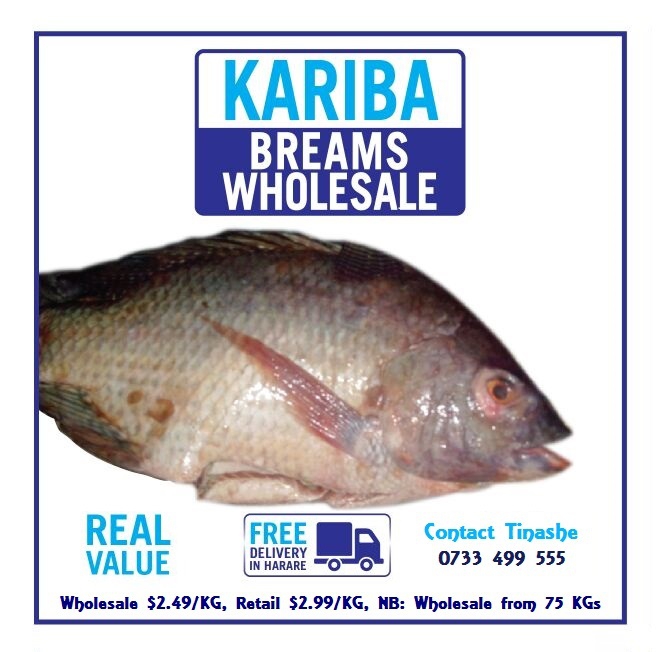 KARIBA
BREAMS
WHOLESALE
REAL
VALUE
FREE
DELIVERY
IN HARARE
Contact Tinashe
0733 499 555
Wholesale $2.49/KG, Retail $2.99/KG, NB: Wholesale from 75 KGs